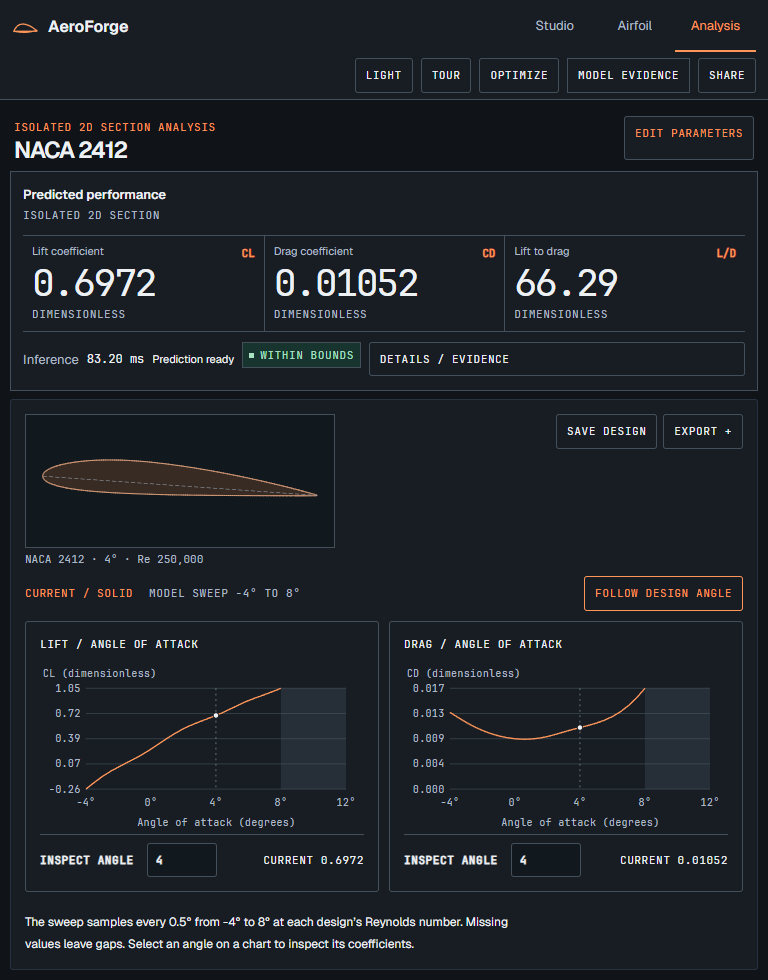 AeroForge
Studio Airfoil Analysis
LIGHT TOUR OPTIMIZE MODEL EVIDENCE SHARE
ISOLATED 2D SECTION ANALYSIS
NACA 2412
EDIT PARAMETERS
Predicted performance
ISOLATED 2D SECTION
Lift coefficient CL Drag coefficient CD Lift to drag L/D
0.6972 0.01052 66.29
DIMENSIONLESS DIMENSIONLESS DIMENSIONLESS
Inference 83.20 ms Prediction ready WITHIN BOUNDS DETAILS / EVIDENCE
SAVE DESIGN EXPORT +
NACA 2412 · 4° · Re 250,000
CURRENT / SOLID MODEL SWEEP -4° TO 8° FOLLOW DESIGN ANGLE
LIFT / ANGLE OF ATTACK
CL (dimensionless)
1.05
0.72
0.39
0.07
-0.26
-4° 0° 4° 8° 12°
Angle of attack (degrees)
INSPECT ANGLE 4 CURRENT 0.6972
DRAG / ANGLE OF ATTACK
CD (dimensionless)
0.017
0.013
0.009
0.004
0.000
-4° 0° 4° 8° 12°
Angle of attack (degrees)
INSPECT ANGLE 4 CURRENT 0.01052
The sweep samples every 0.5° from -4° to 8° at each design's Reynolds number. Missing
values leave gaps. Select an angle on a chart to inspect its coefficients.